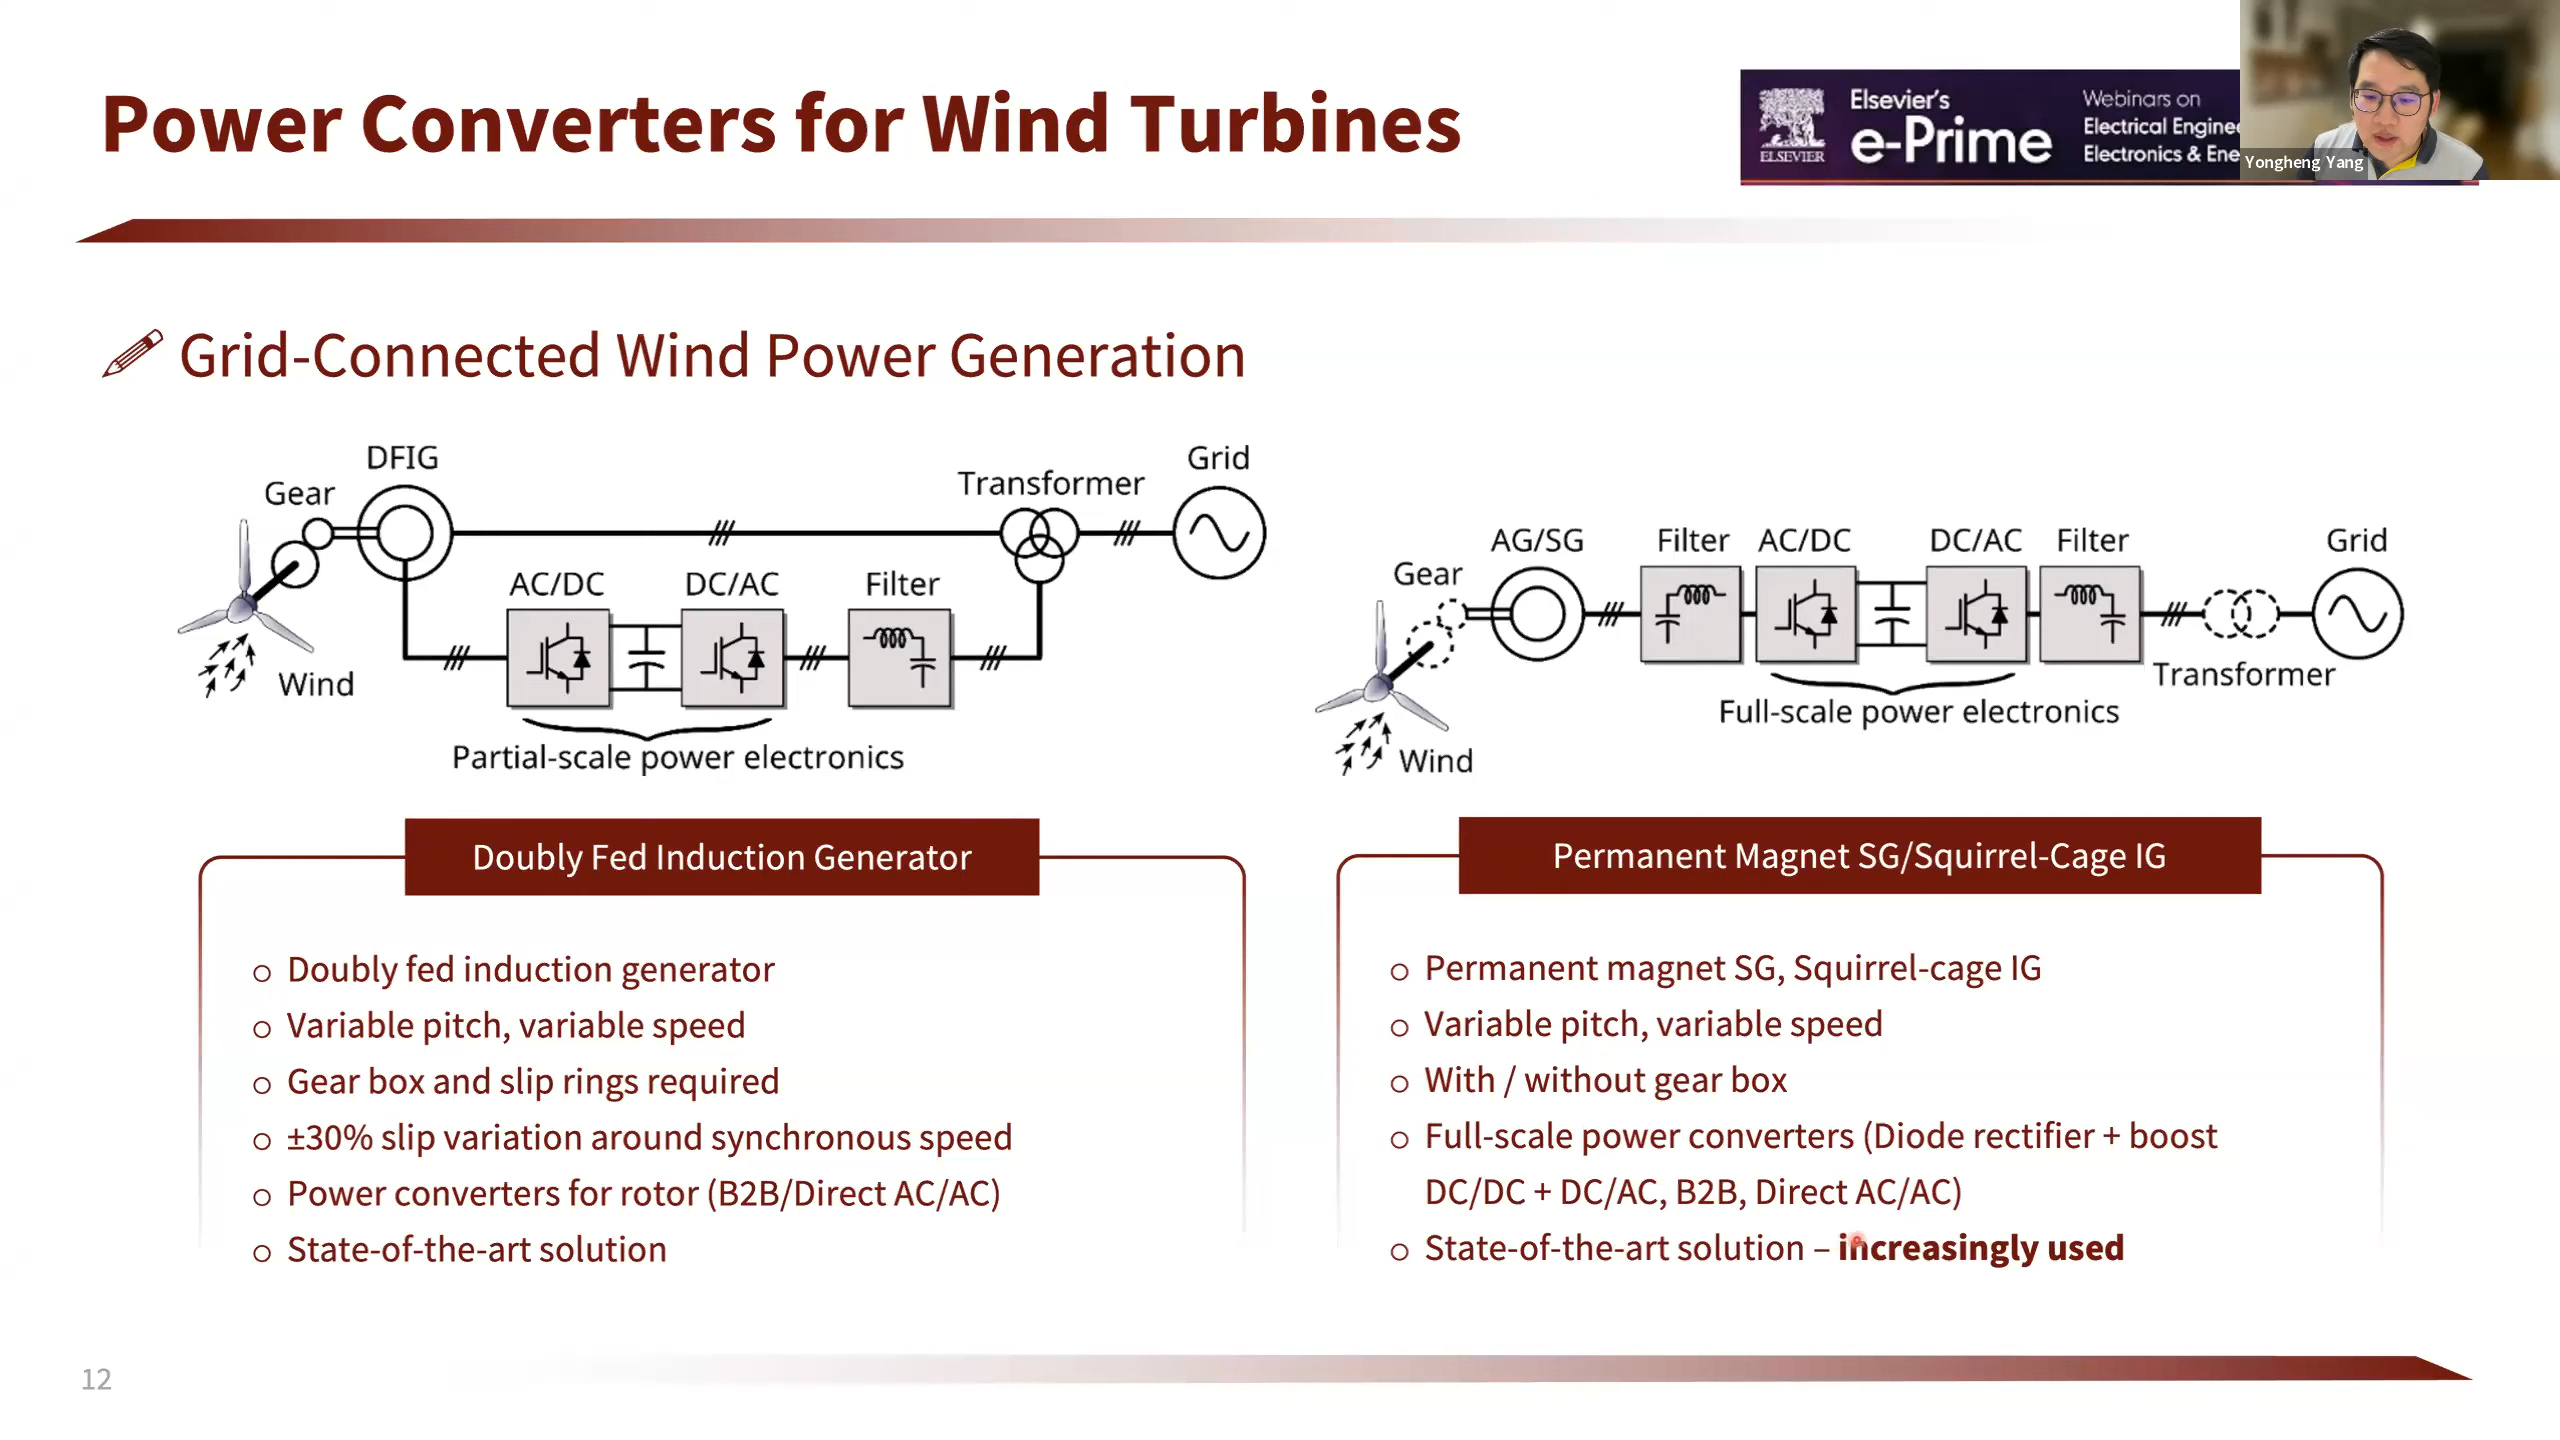 Power Converters for Wind Turbines
ELSEVIER
Elsevier's
e-Prime
Webinars on
Electrical
Electronics &
Yongheng Yang
Grid-Connected Wind Power Generation
DFIG
Gear
Transformer
Grid
AC/DC
DC/AC
Filter
Wind
Partial-scale power electronics
AG/SG
Filter
AC/DC
DC/AC
Filter
Grid
Gear
Transformer
Full-scale power electronics
Wind
Doubly Fed Induction Generator
○ Doubly fed induction generator
○ Variable pitch, variable speed
○ Gear box and slip rings required
○ ±30% slip variation around synchronous speed
○ Power converters for rotor (B2B/Direct AC/AC)
○ State-of-the-art solution
Permanent Magnet SG/Squirrel-Cage IG
○ Permanent magnet SG, Squirrel-cage IG
○ Variable pitch, variable speed
○ With / without gear box
○ Full-scale power converters (Diode rectifier + boost
DC/DC + DC/AC, B2B, Direct AC/AC)
○ State-of-the-art solution – increasingly used
12